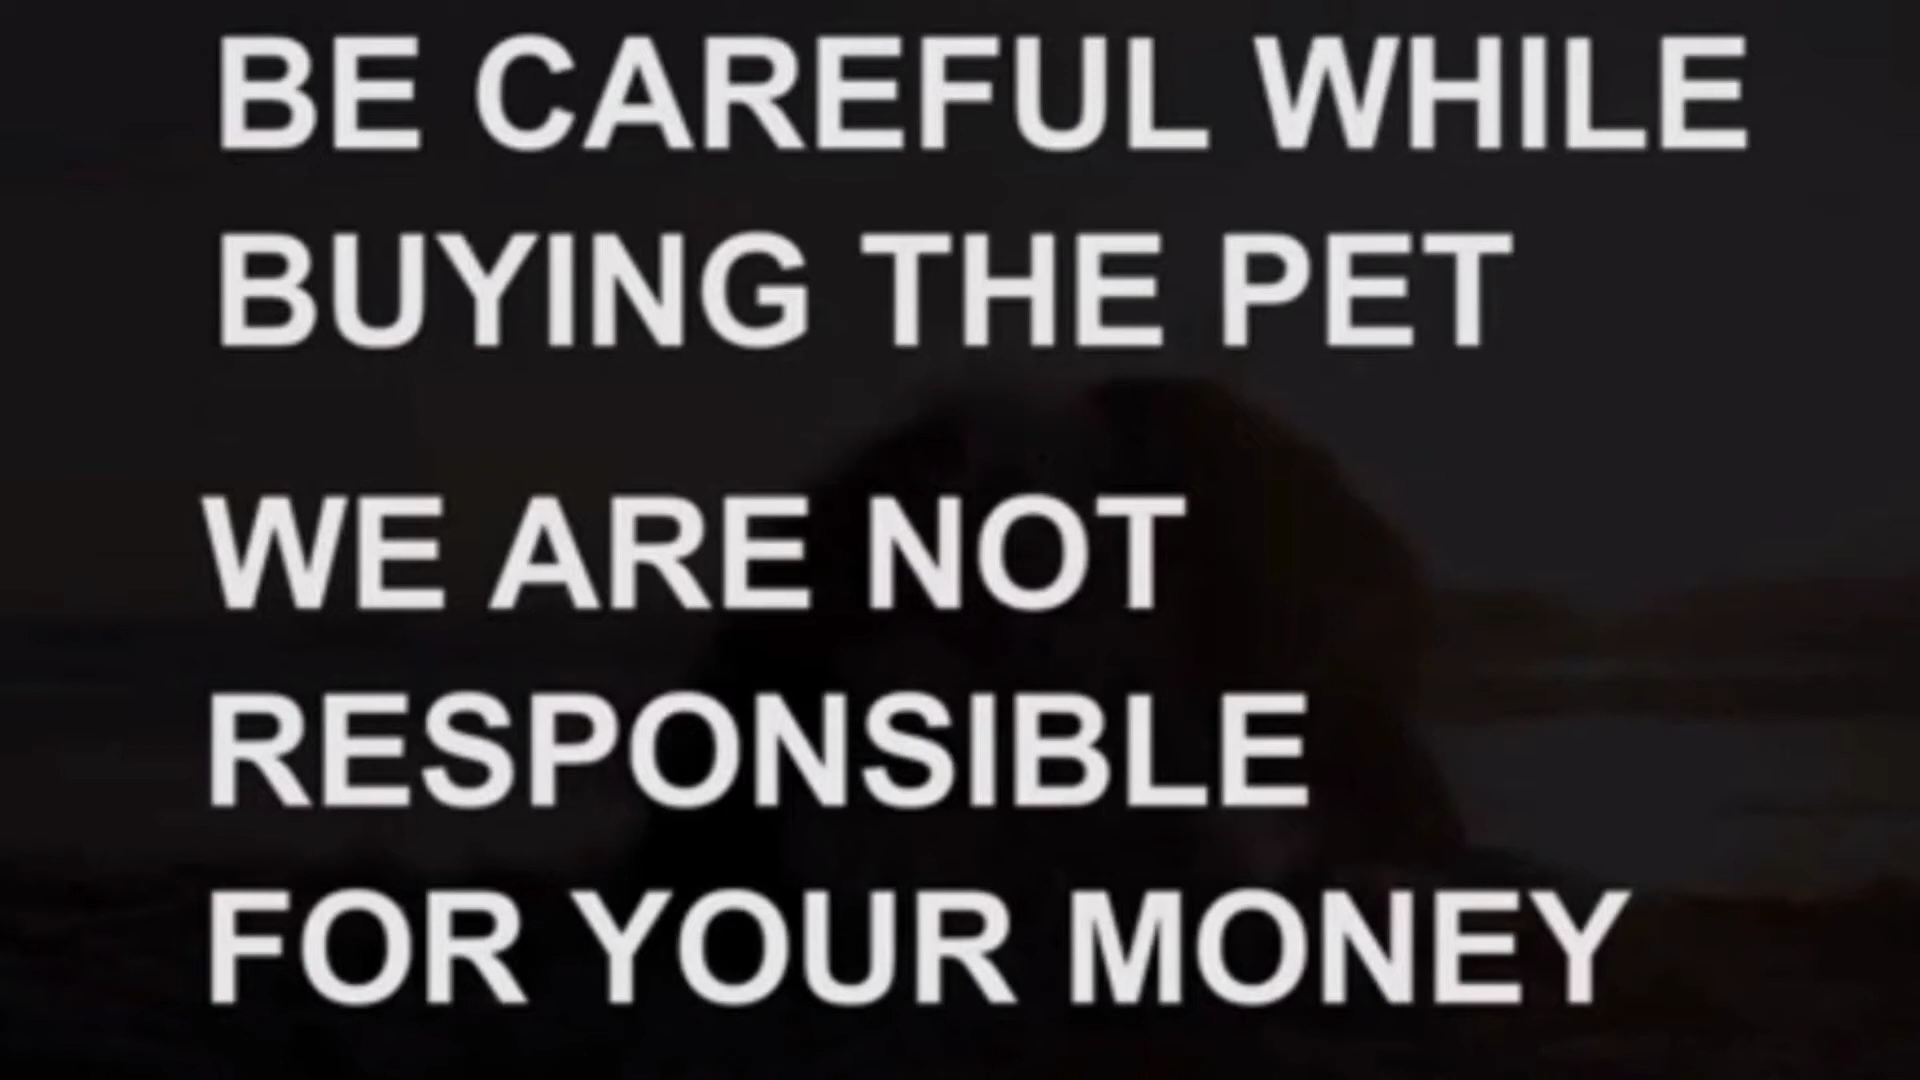 BE CAREFUL WHILE
BUYING THE PET
WE ARE NOT
RESPONSIBLE
FOR YOUR MONEY